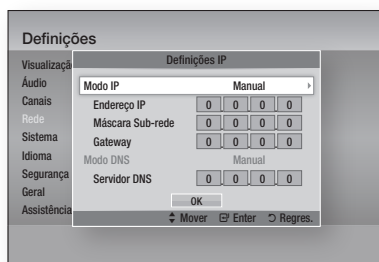 Definições
Visualizaçã
Áudio
Canais
Rede
Sistema
Idioma
Segurança
Geral
Assistência
Definições IP
Modo IP Manual
Endereço IP 0 . 0 . 0 . 0
Máscara Sub-rede 0 . 0 . 0 . 0
Gateway 0 . 0 . 0 . 0
Modo DNS Manual
Servidor DNS 0 . 0 . 0 . 0
OK
Mover Enter Regres.